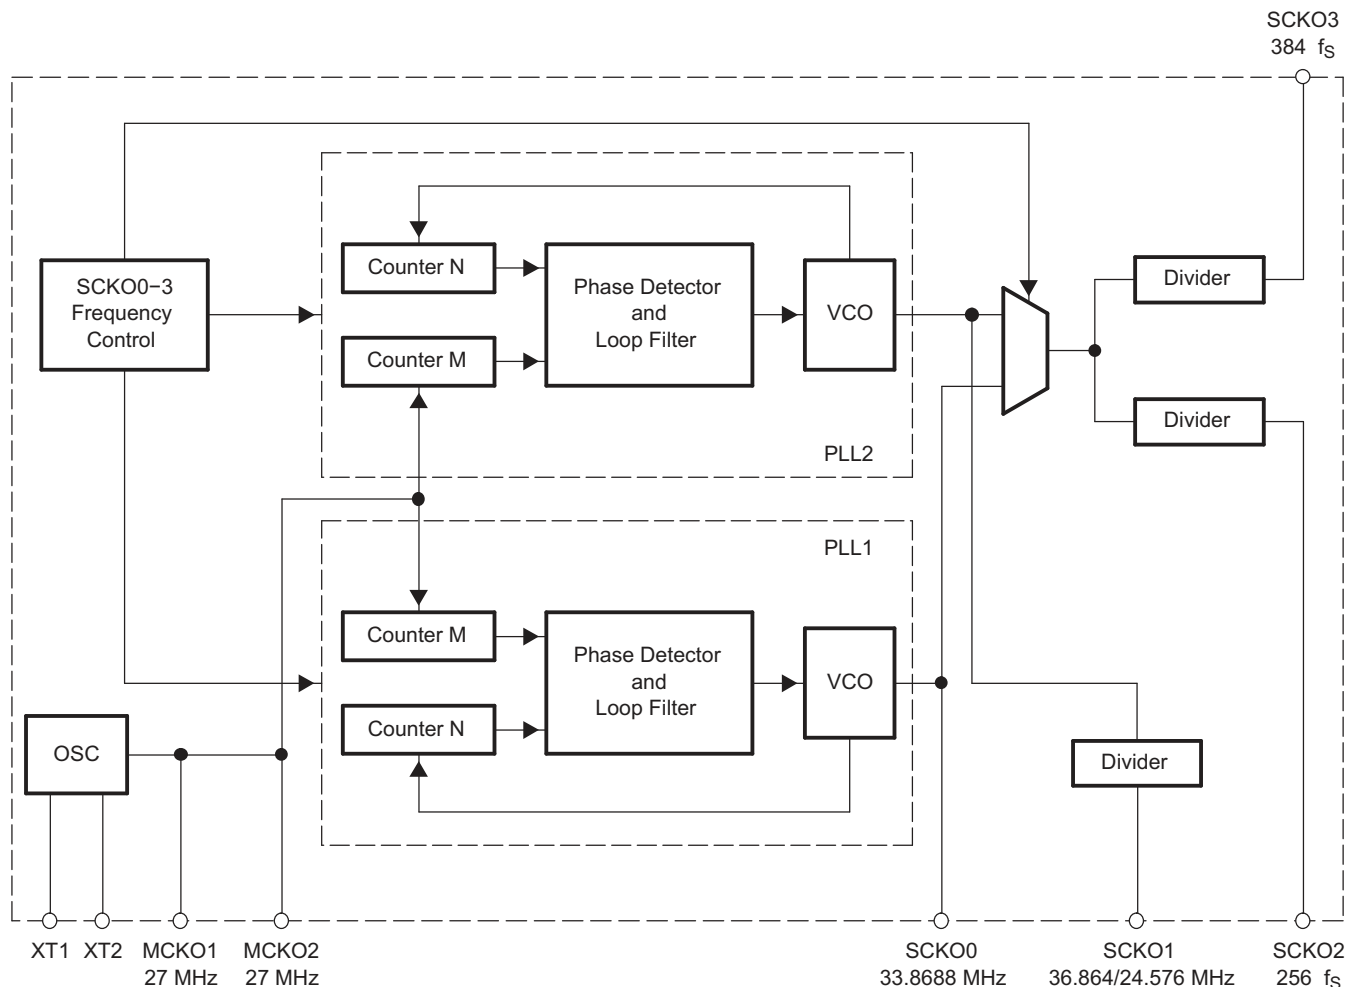 SCKO3
384 fS
SCKO0−3
Frequency
Control
Counter N
Counter M
Phase Detector
and
Loop Filter
VCO
PLL2
Divider
Divider
PLL1
Counter M
Counter N
Phase Detector
and
Loop Filter
VCO
OSC
Divider
XT1
XT2
MCKO1
27 MHz
MCKO2
27 MHz
SCKO0
33.8688 MHz
SCKO1
36.864/24.576 MHz
SCKO2
256 fS